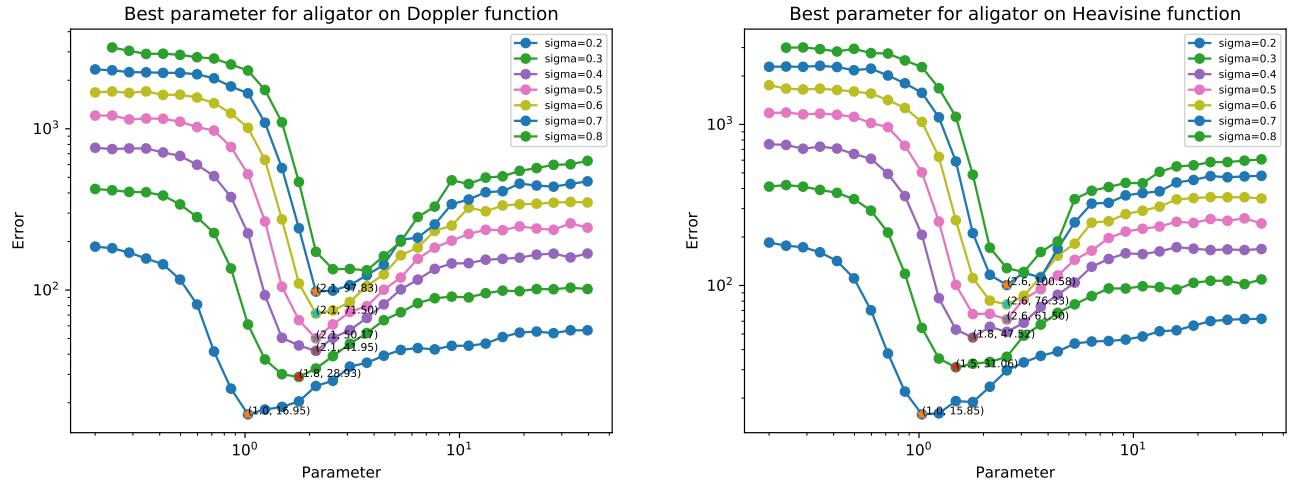 Best parameter for aligator on Doppler function
sigma=0.2
sigma=0.3
sigma=0.4
sigma=0.5
sigma=0.6
sigma=0.7
sigma=0.8
Error
10³
10²
(2.1, 97.83)
(2.1, 71.50)
(2.1, 50.17)
(2.1, 41.95)
(1.8, 28.93)
(1.0, 16.95)
10⁰
10¹
Parameter
Best parameter for aligator on Heavisine function
sigma=0.2
sigma=0.3
sigma=0.4
sigma=0.5
sigma=0.6
sigma=0.7
sigma=0.8
Error
10³
10²
(2.6, 100.58)
(2.6, 76.33)
(2.6, 61.50)
(1.8, 47.52)
(1.5, 31.06)
(1.0, 15.85)
10⁰
10¹
Parameter